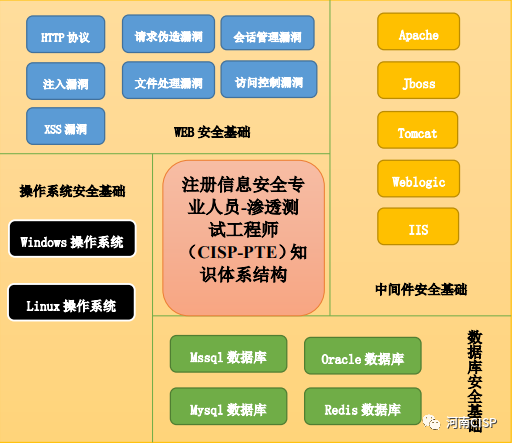 HTTP 协议
请求伪造漏洞
会话管理漏洞
注入漏洞
文件处理漏洞
访问控制漏洞
XSS 漏洞
WEB 安全基础
Apache
Jboss
Tomcat
Weblogic
IIS
中间件安全基础
操作系统安全基础
Windows 操作系统
Linux 操作系统
注册信息安全专
业人员-渗透测
试工程师
（CISP-PTE）知
识体系结构
Mssql 数据库
Oracle 数据库
Mysql 数据库
Redis 数据库
数据库安全基础
河南CISP